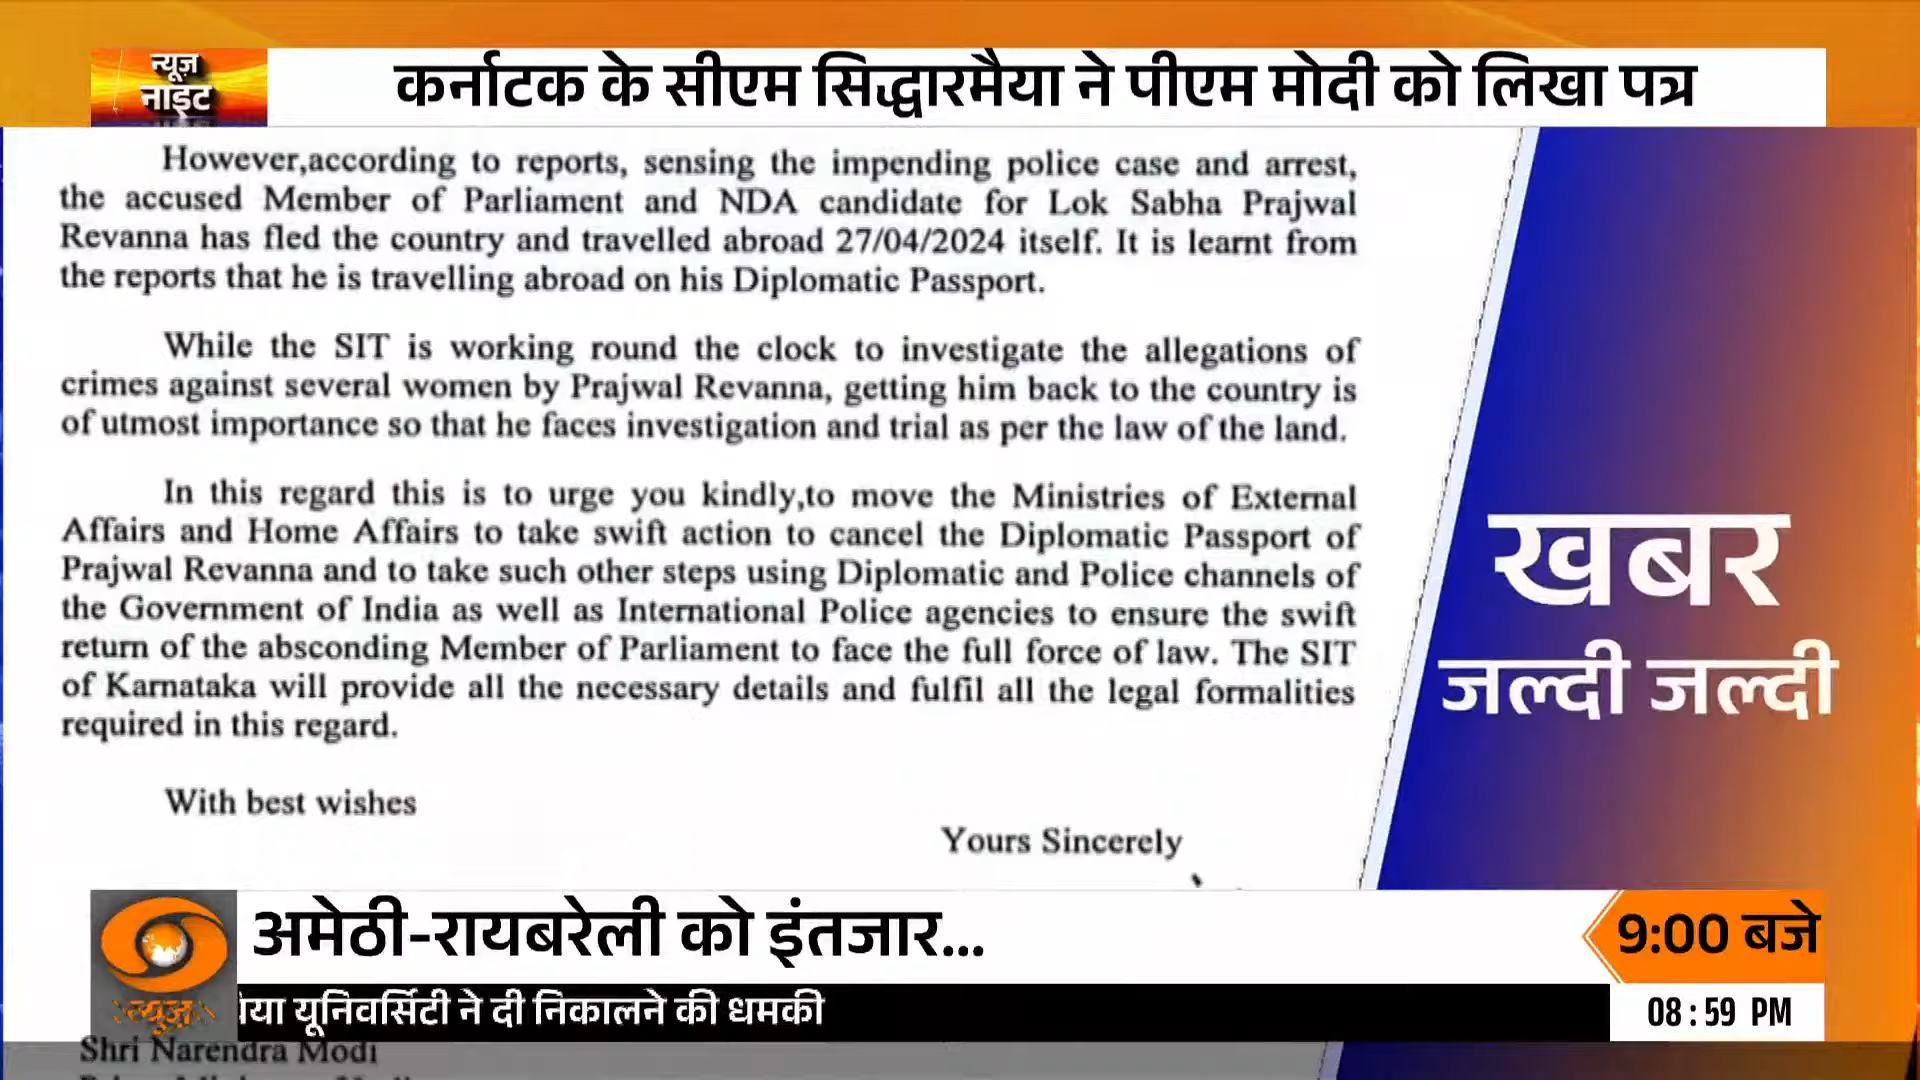 न्यूज़
नाइट
कर्नाटक के सीएम सिद्धारमैया ने पीएम मोदी को लिखा पत्र
However,according to reports, sensing the impending police case and arrest,
the accused Member of Parliament and NDA candidate for Lok Sabha Prajwal
Revanna has fled the country and travelled abroad 27/04/2024 itself. It is learnt from
the reports that he is travelling abroad on his Diplomatic Passport.
While the SIT is working round the clock to investigate the allegations of
crimes against several women by Prajwal Revanna, getting him back to the country is
of utmost importance so that he faces investigation and trial as per the law of the land.
In this regard this is to urge you kindly,to move the Ministries of External
Affairs and Home Affairs to take swift action to cancel the Diplomatic Passport of
Prajwal Revanna and to take such other steps using Diplomatic and Police channels of
the Government of India as well as International Police agencies to ensure the swift
return of the absconding Member of Parliament to face the full force of law. The SIT
of Karnataka will provide all the necessary details and fulfil all the legal formalities
required in this regard.
With best wishes
Yours Sincerely
खबर
जल्दी जल्दी
अमेठी-रायबरेली को इंतजार...
9:00 बजे
न्यूज़
यूनिवर्सिटी ने दी निकालने की धमकी
08:59 PM
Shri Narendra Modi